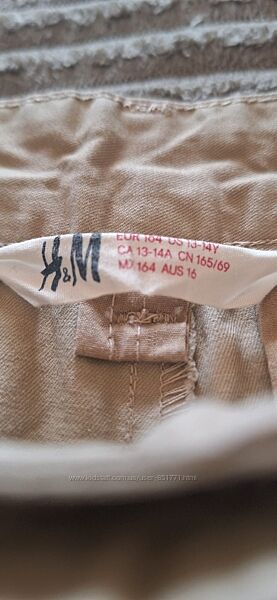 H&M
EUR 164 US 13-14Y
CA 13-14A CN 165/69
MX 164 AUS 16